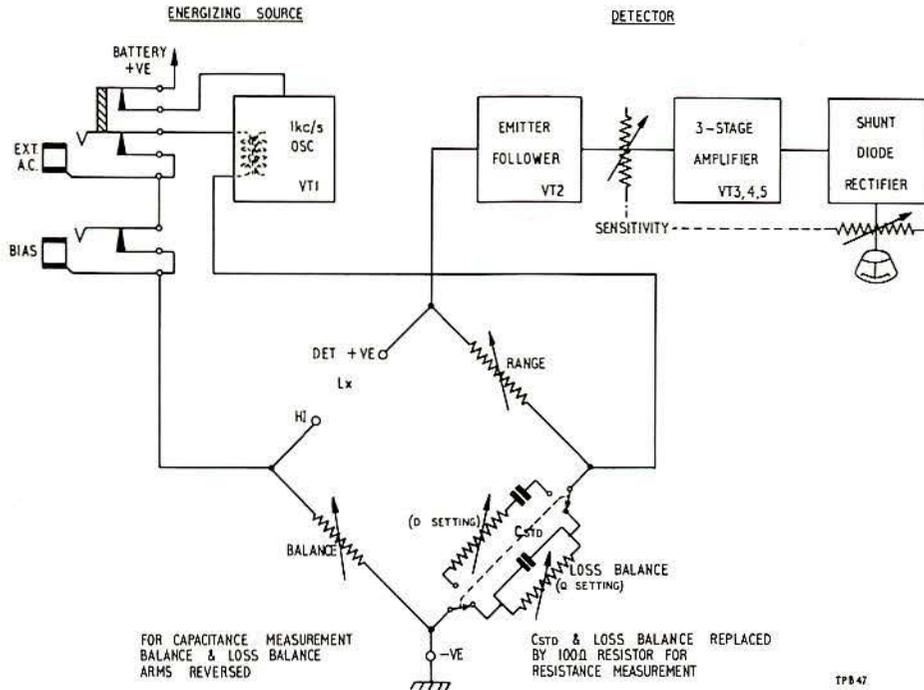 ENERGIZING SOURCE
DETECTOR
BATTERY
+VE
EXT.
A.C.
BIAS
1kc/s
OSC
VT1
EMITTER
FOLLOWER
VT2
3-STAGE
AMPLIFIER
VT3,4,5
SHUNT
DIODE
RECTIFIER
SENSITIVITY
DET +VE
Lx
HI
RANGE
BALANCE
(D SETTING)
CSTD
LOSS BALANCE
(Q SETTING)
-VE
FOR CAPACITANCE MEASUREMENT
BALANCE & LOSS BALANCE
ARMS REVERSED
CSTD & LOSS BALANCE REPLACED
BY 100Ω RESISTOR FOR
RESISTANCE MEASUREMENT
TPB 47